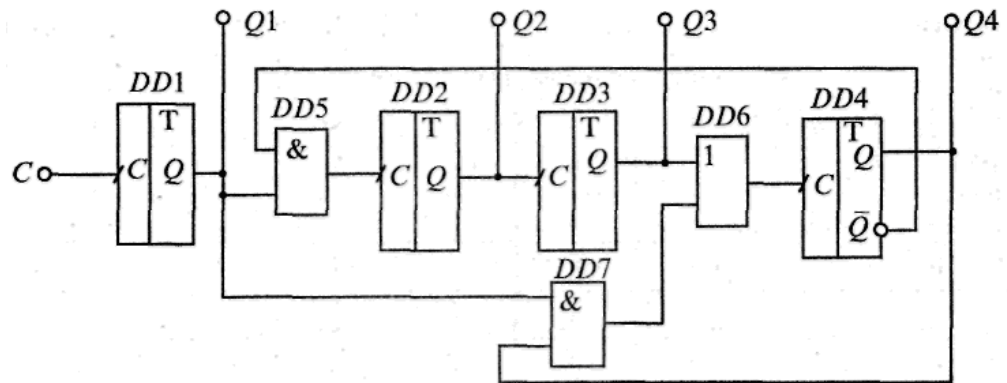 Q1 Q2 Q3 Q4
DD1 DD5 DD2 DD3 DD6 DD4
T & T T 1 T
C C Q C Q C Q C Q
Q̅
DD7
&